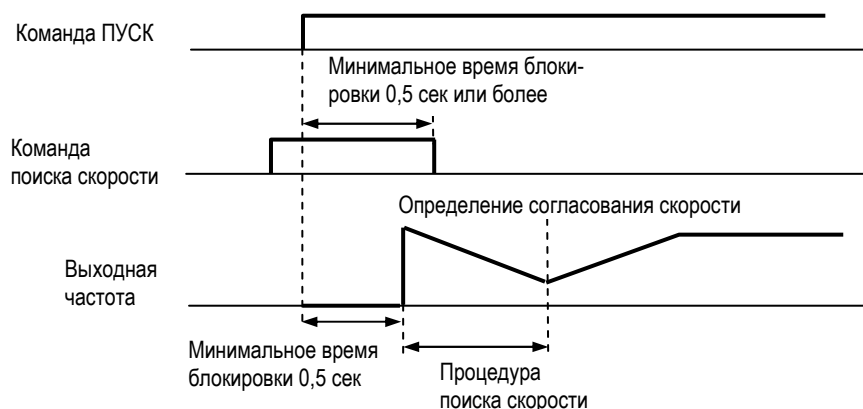 Команда ПУСК
Минимальное время блоки-
ровки 0,5 сек или более
Команда
поиска скорости
Определение согласования скорости
Выходная
частота
Минимальное время
блокировки 0,5 сек
Процедура
поиска скорости